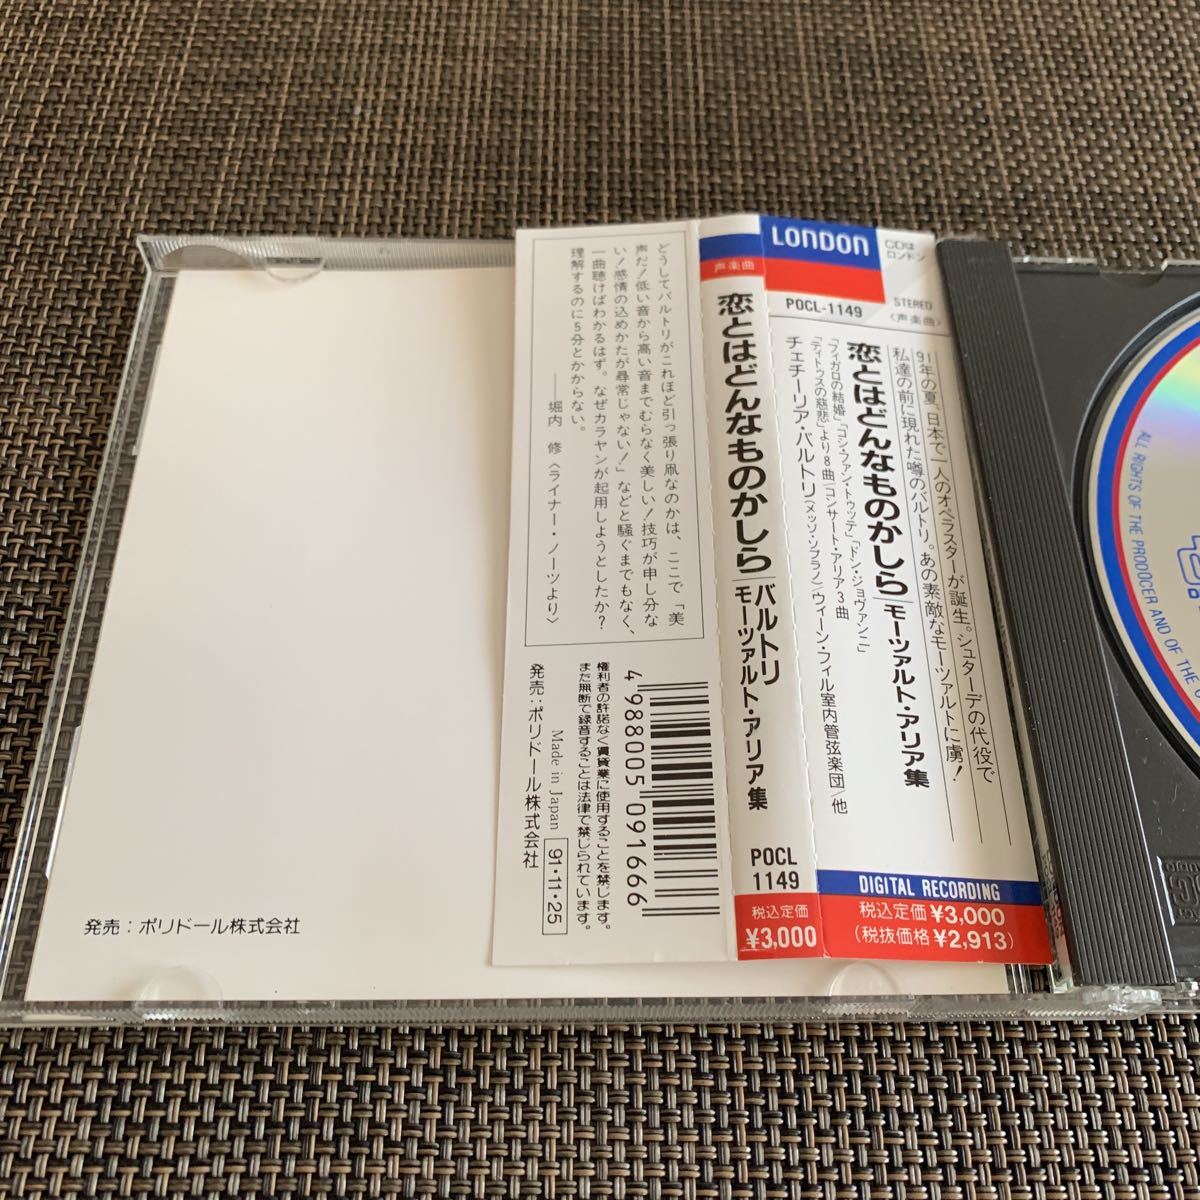 LONDON
CDは
ロンドン
POCL-1149
STEREO
〈声楽曲〉
91年の夏、日本で一人のオペラスターが誕生。シュターデの代役で
私達の前に現れた噂のバルトリ。あの素敵なモーツァルトに虜!
恋とはどんなものかしら/モーツァルト・アリア集
「フィガロの結婚」「コシ・ファン・トゥッテ」「ドン・ジョヴァンニ」
「ティトゥスの慈悲」より8曲/コンサート・アリア3曲
チェチーリア・バルトリ(メッゾ・ソプラノ)/ウィーン・フィル室内管弦楽団/他
DIGITAL RECORDING
税込定価¥3,000
(税抜価格¥2,913)
声楽曲
恋とはどんなものかしら
バルトリ
モーツァルト・アリア集
POCL
1149
税込定価
¥3,000
どうしてバルトリがこれほど引っ張り凧なのかは、ここで「美
声だ!低い音から高い音までむらなく美しい!技巧が申し分な
い!感情の込めかたが尋常じゃない!」などと騒ぐまでもなく、
一曲聴けばわかるはず。なぜカラヤンが起用しようとしたか?
理解するのに5分とかからない。
──堀内 修〈ライナー・ノーツより〉
4 988005 091666
権利者の許諾なく賃貸業に使用することを禁じます。
また無断で録音することは法律で禁じられています。
Made in Japan
91・11・25
発売:ポリドール株式会社
発売:ポリドール株式会社
ALL RIGHTS OF THE PRODUCER AND OF THE